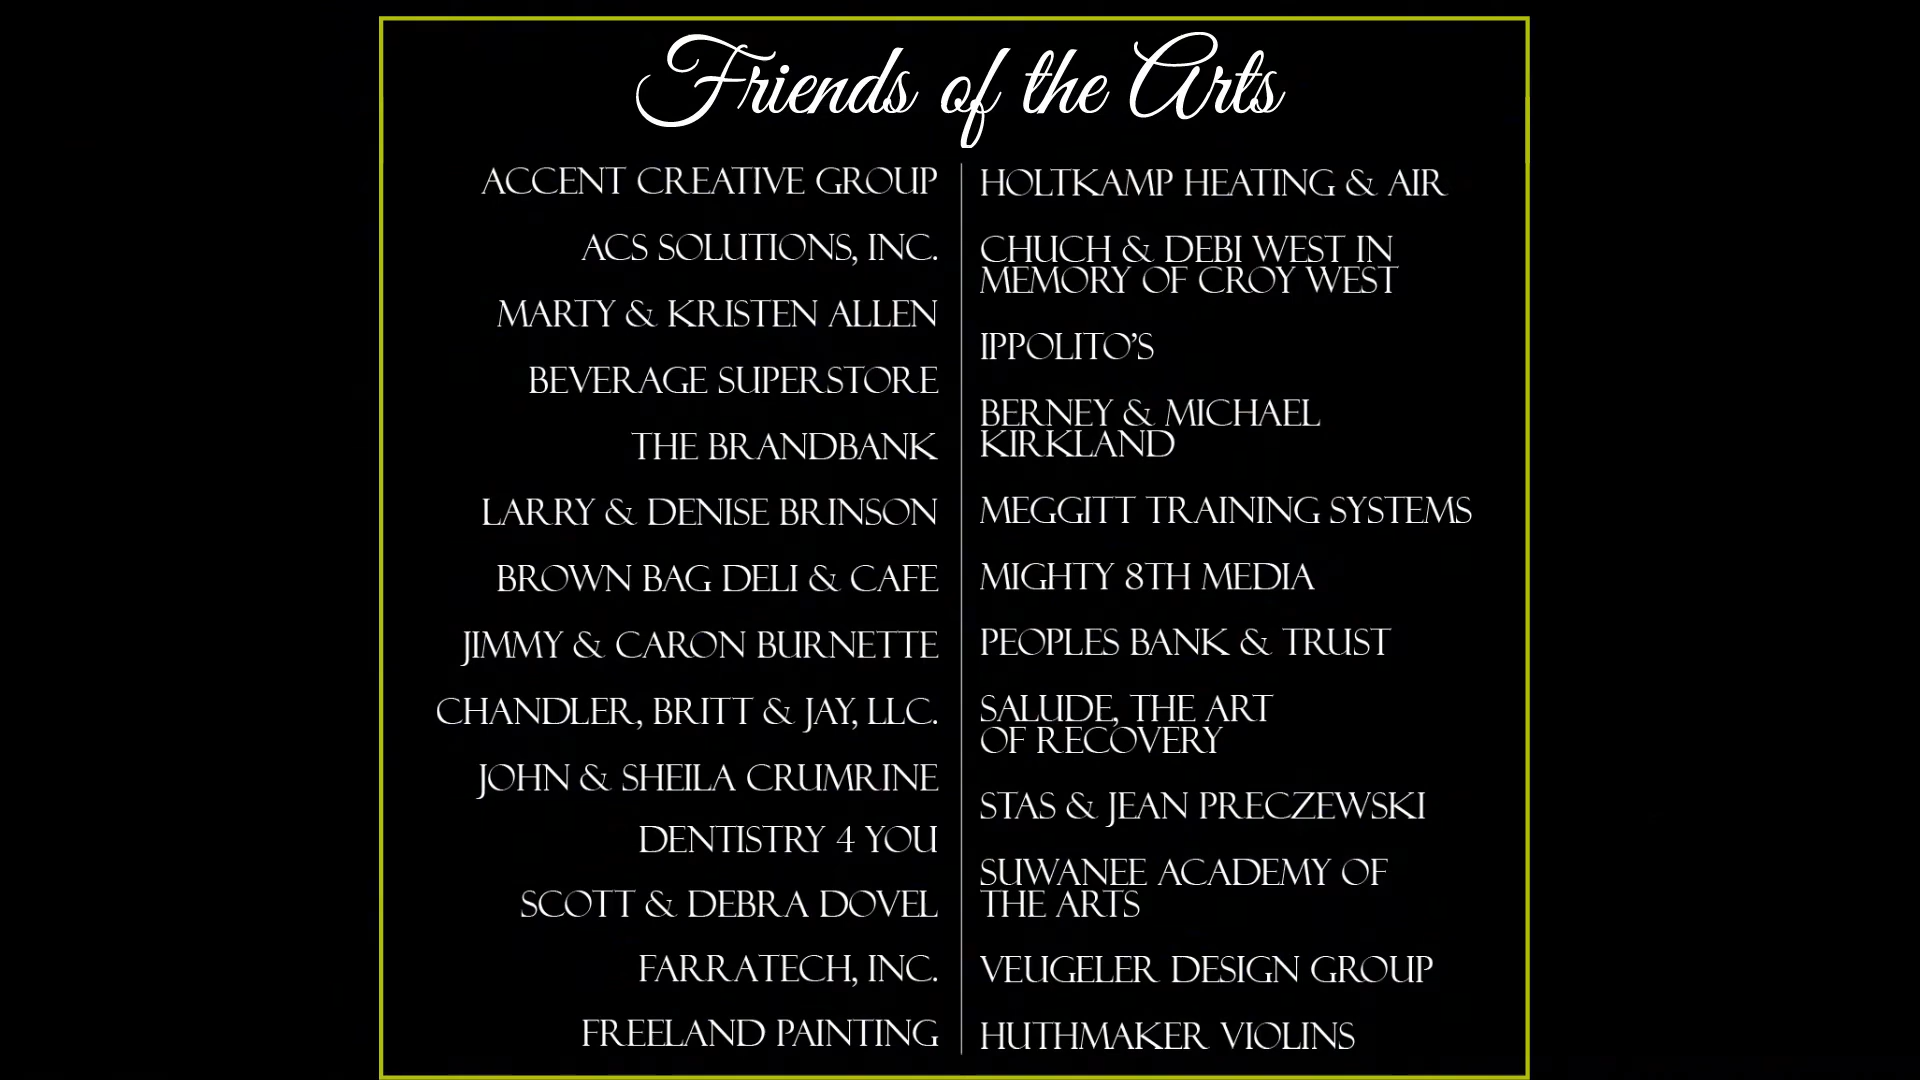 Friends of the Arts
ACCENT CREATIVE GROUP
ACS SOLUTIONS, INC.
MARTY & KRISTEN ALLEN
BEVERAGE SUPERSTORE
THE BRANDBANK
LARRY & DENISE BRINSON
BROWN BAG DELI & CAFE
JIMMY & CARON BURNETTE
CHANDLER, BRITT & JAY, LLC.
JOHN & SHEILA CRUMRINE
DENTISTRY 4 YOU
SCOTT & DEBRA DOVEL
FARRATECH, INC.
FREELAND PAINTING
HOLTKAMP HEATING & AIR
CHUCH & DEBI WEST IN
MEMORY OF CROY WEST
IPPOLITO'S
BERNEY & MICHAEL
KIRKLAND
MEGGITT TRAINING SYSTEMS
MIGHTY 8TH MEDIA
PEOPLES BANK & TRUST
SALUDE, THE ART
OF RECOVERY
STAS & JEAN PRECZEWSKI
SUWANEE ACADEMY OF
THE ARTS
VEUGELER DESIGN GROUP
HUTHMAKER VIOLINS